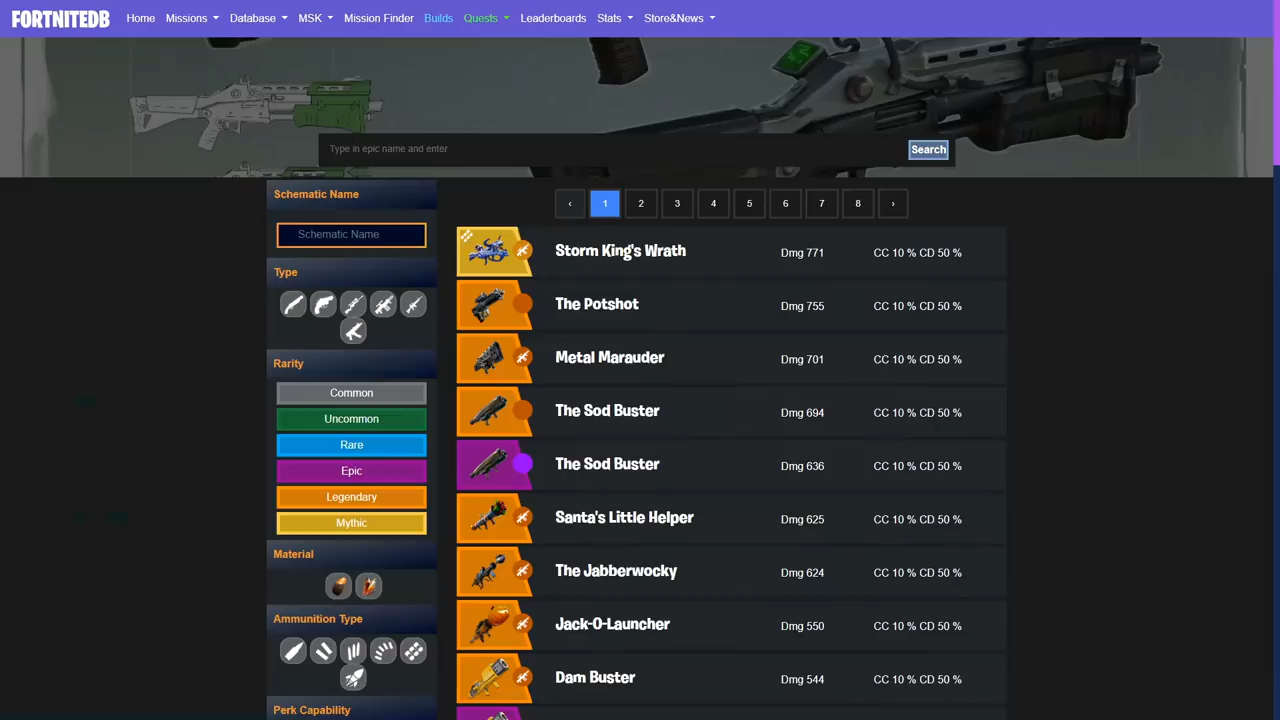 FORTNITEDB Home Missions Database MSK Mission Finder Builds Quests Leaderboards Stats Store&News
Type in epic name and enter Search
Schematic Name
Schematic Name
Type
Rarity
Common
Uncommon
Rare
Epic
Legendary
Mythic
Material
Ammunition Type
Perk Capability
‹ 1 2 3 4 5 6 7 8 ›
Storm King's Wrath Dmg 771 CC 10 % CD 50 %
The Potshot Dmg 755 CC 10 % CD 50 %
Metal Marauder Dmg 701 CC 10 % CD 50 %
The Sod Buster Dmg 694 CC 10 % CD 50 %
The Sod Buster Dmg 636 CC 10 % CD 50 %
Santa's Little Helper Dmg 625 CC 10 % CD 50 %
The Jabberwocky Dmg 624 CC 10 % CD 50 %
Jack-O-Launcher Dmg 550 CC 10 % CD 50 %
Dam Buster Dmg 544 CC 10 % CD 50 %